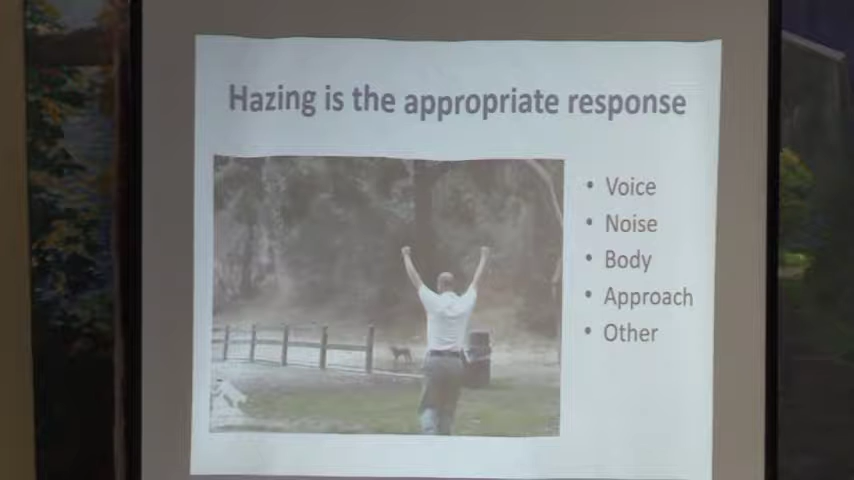 Hazing is the appropriate response
• Voice
• Noise
• Body
• Approach
• Other